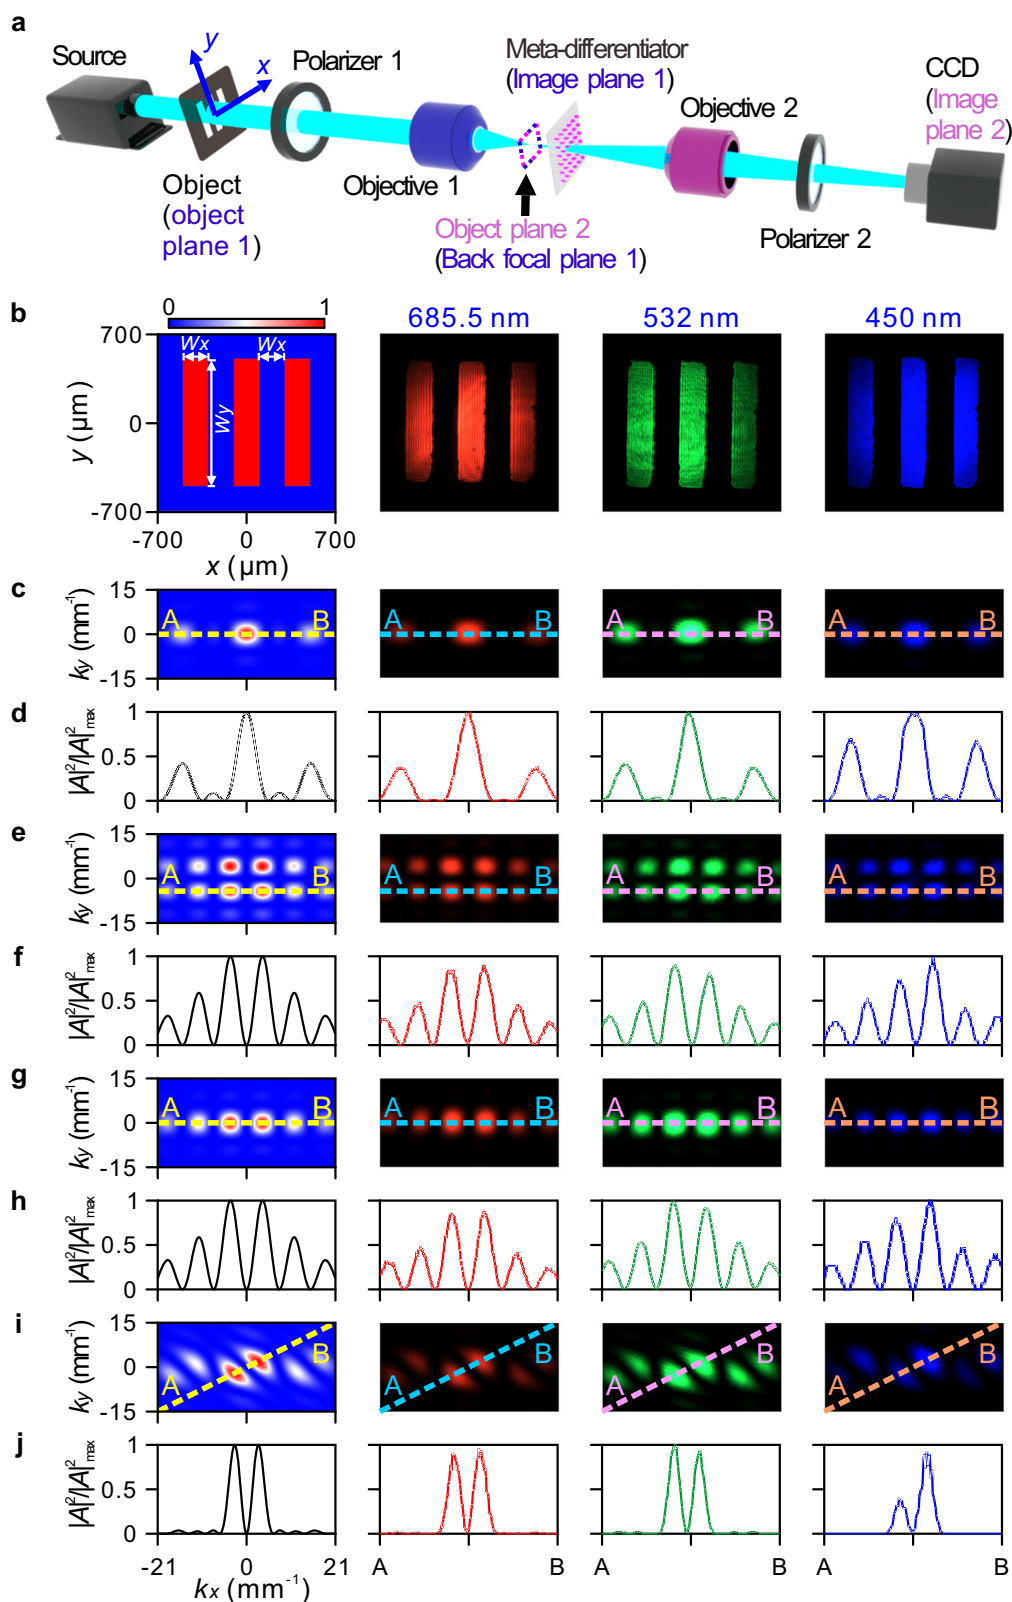 a
Source
y
x
Polarizer 1
Meta-differentiator
(Image plane 1)
Objective 2
CCD
(Image
plane 2)
Object
(object
plane 1)
Objective 1
Object plane 2
(Back focal plane 1)
Polarizer 2
b
0 1
685.5 nm 532 nm 450 nm
700
Wx Wx
Wy
y (µm)
0
-700
-700 0 700
x (µm)
c
15
ky (mm-1)
0
-15
A B A B A B A B
d
1
|A|²/|A|²max
0.5
0
e
15
ky (mm-1)
0
-15
A B A B A B A B
f
1
|A|²/|A|²max
0.5
0
g
15
ky (mm-1)
0
-15
A B A B A B A B
h
1
|A|²/|A|²max
0.5
0
i
15
ky (mm-1)
0
-15
A B A B A B A B
j
1
|A|²/|A|²max
0.5
0
-21 0 21 A B A B A B
kx (mm-1)